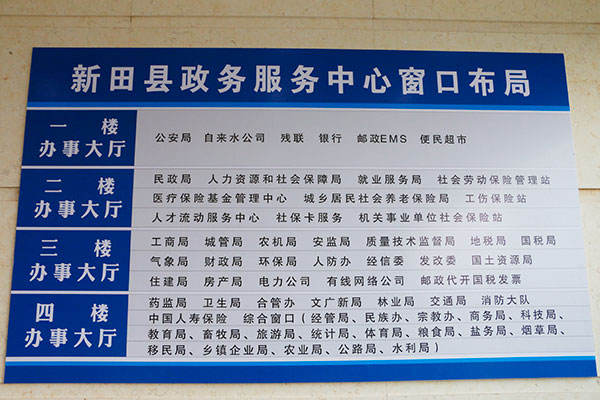 新田县政务服务中心窗口布局
一 楼
办事大厅
公安局 自来水公司 残联 银行 邮政EMS 便民超市
二 楼
办事大厅
民政局 人力资源和社会保障局 就业服务局 社会劳动保险管理站
医疗保险基金管理中心 城乡居民社会养老保险局 工伤保险站
人才流动服务中心 社保卡服务 机关事业单位社会保险站
三 楼
办事大厅
工商局 城管局 农机局 安监局 质量技术监督局 地税局 国税局
气象局 财政局 环保局 人防办 经信委 发改委 国土资源局
住建局 房产局 电力公司 有线网络公司 邮政代开国税发票
四 楼
办事大厅
药监局 卫生局 合管办 文广新局 林业局 交通局 消防大队
中国人寿保险 综合窗口(经管局、民族办、宗教办、商务局、科技局、
教育局、畜牧局、旅游局、统计局、体育局、粮食局、盐务局、烟草局、
移民局、乡镇企业局、农业局、公路局、水利局)